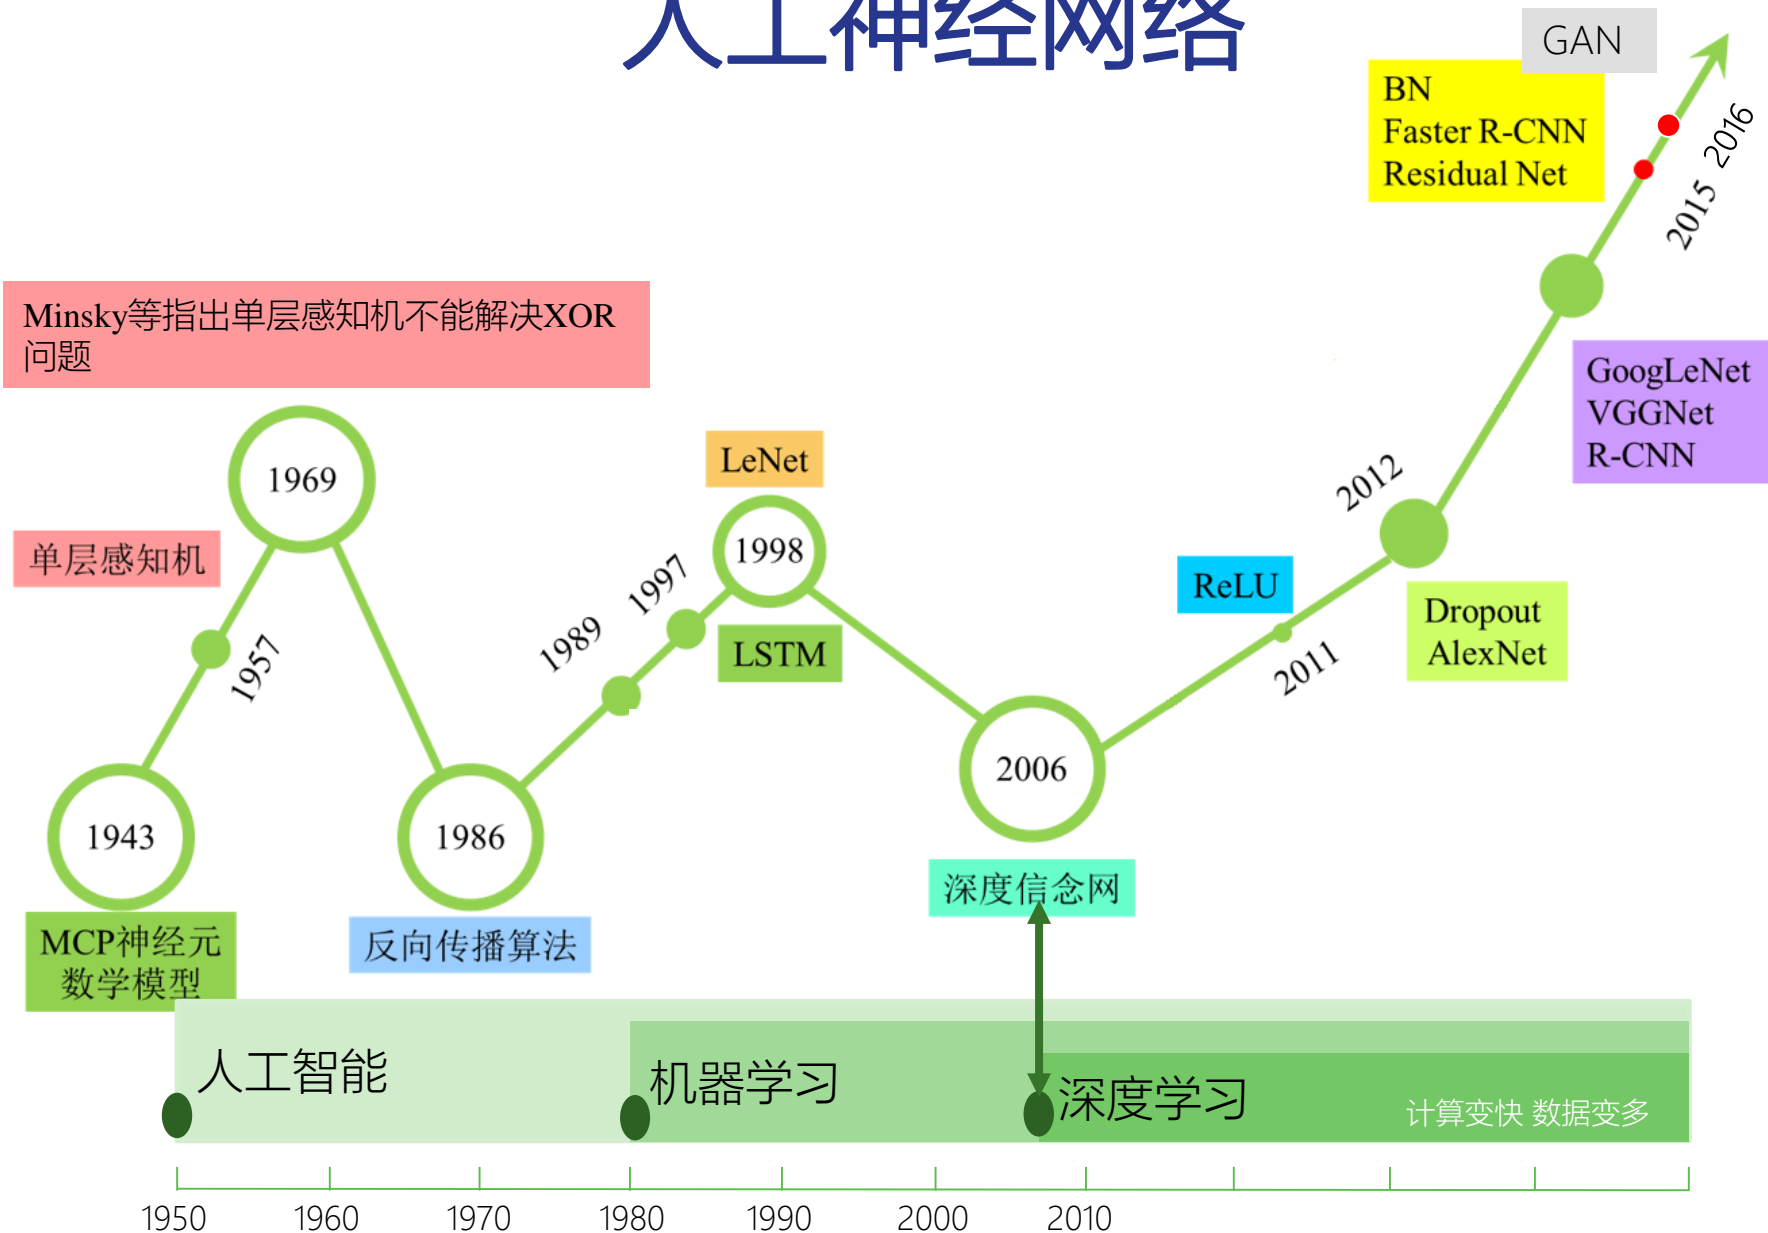 人工神经网络
GAN
BN
Faster R-CNN
Residual Net
2016
2015
Minsky等指出单层感知机不能解决XOR
问题
GoogLeNet
VGGNet
R-CNN
1969
LeNet
2012
单层感知机
1998
1997
ReLU
Dropout
AlexNet
1989
LSTM
1957
2011
2006
1943
1986
深度信念网
MCP神经元
数学模型
反向传播算法
人工智能
机器学习
深度学习
计算变快 数据变多
1950 1960 1970 1980 1990 2000 2010